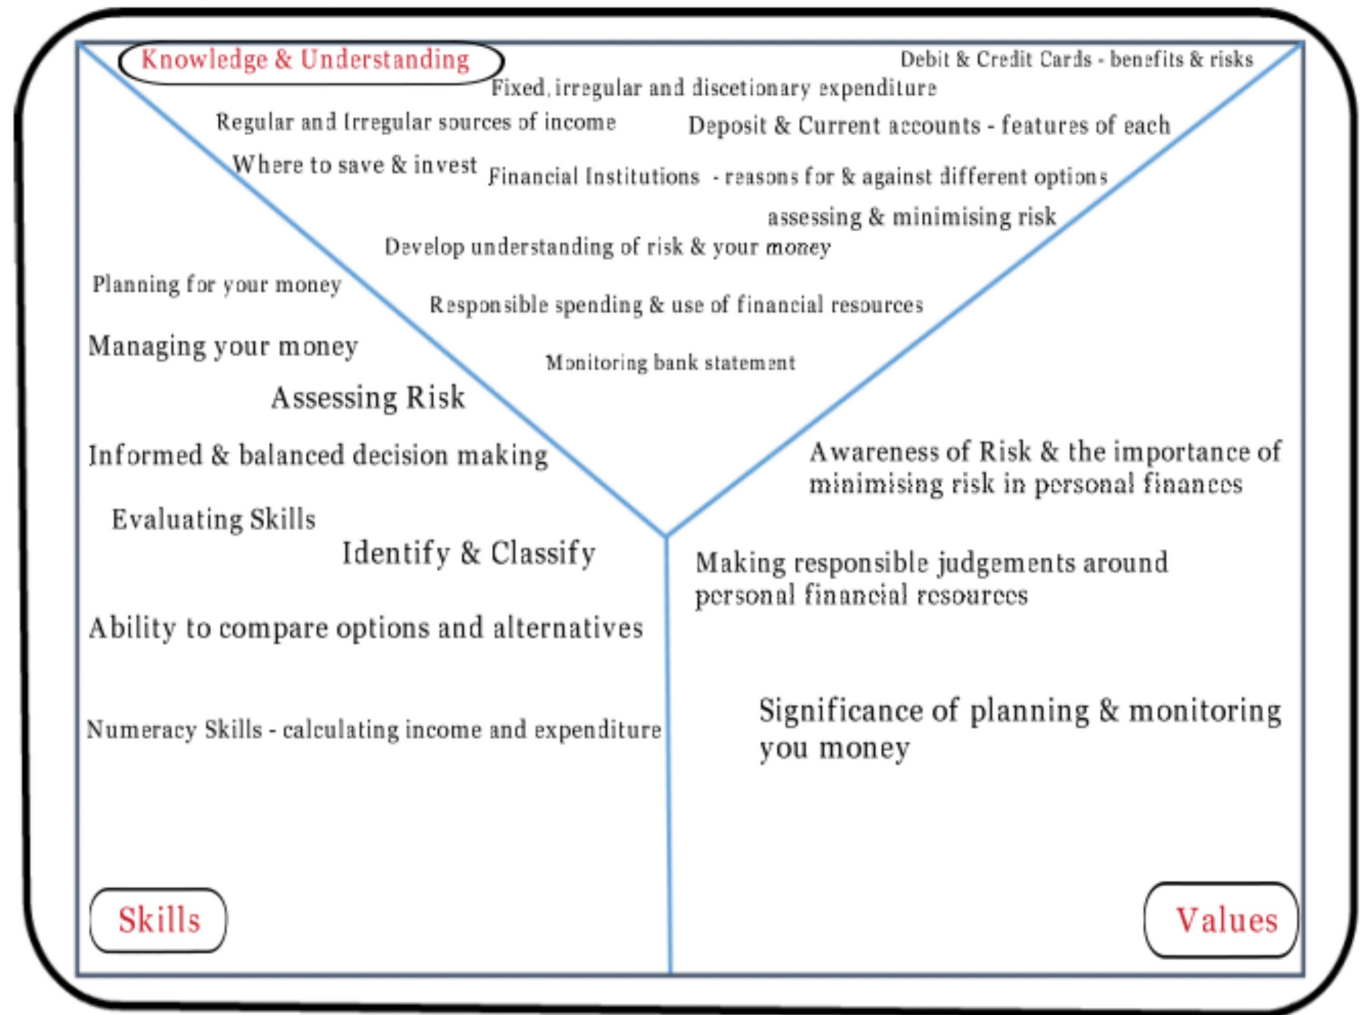 Knowledge & Understanding
Debit & Credit Cards - benefits & risks
Fixed, irregular and discetionary expenditure
Regular and Irregular sources of income
Deposit & Current accounts - features of each
Where to save & invest
Financial Institutions - reasons for & against different options
assessing & minimising risk
Develop understanding of risk & your money
Responsible spending & use of financial resources
Monitoring bank statement
Planning for your money
Managing your money
Assessing Risk
Informed & balanced decision making
Evaluating Skills
Identify & Classify
Ability to compare options and alternatives
Numeracy Skills - calculating income and expenditure
Skills
Awareness of Risk & the importance of
minimising risk in personal finances
Making responsible judgements around
personal financial resources
Significance of planning & monitoring
you money
Values